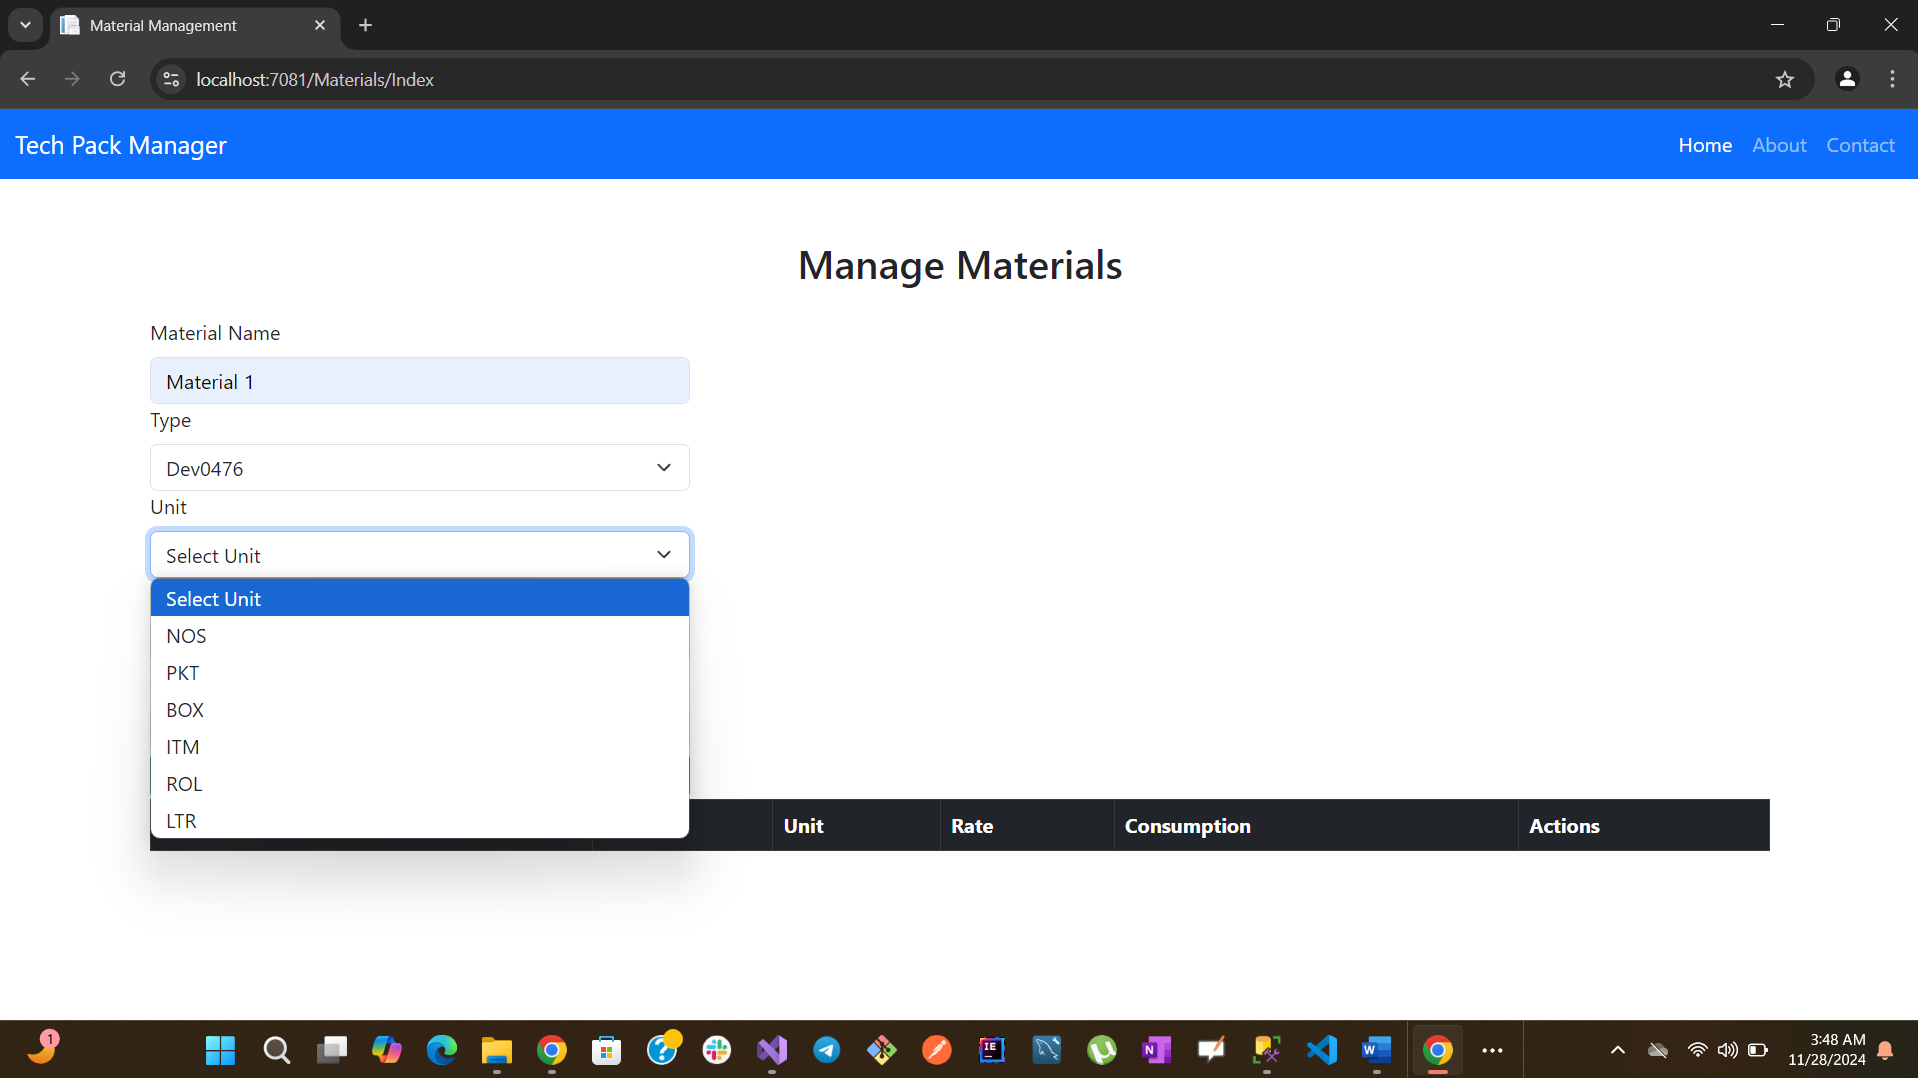 Material Management
localhost:7081/Materials/Index
Tech Pack Manager
Home About Contact
Manage Materials
Material Name
Material 1
Type
Dev0476
Unit
Select Unit
Select Unit
NOS
PKT
BOX
ITM
ROL
LTR
Unit Rate Consumption Actions
1
3:48 AM
11/28/2024